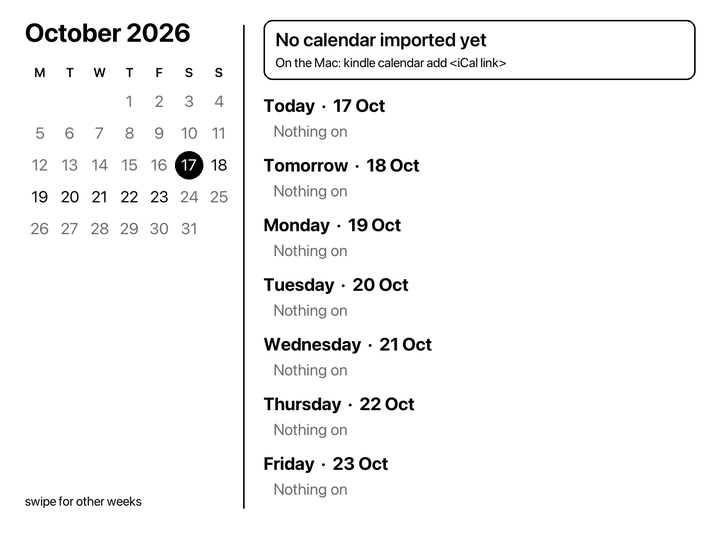 October 2026
M T W T F S S
1 2 3 4
5 6 7 8 9 10 11
12 13 14 15 16 17 18
19 20 21 22 23 24 25
26 27 28 29 30 31
swipe for other weeks
No calendar imported yet
On the Mac: kindle calendar add <iCal link>
Today · 17 Oct
Nothing on
Tomorrow · 18 Oct
Nothing on
Monday · 19 Oct
Nothing on
Tuesday · 20 Oct
Nothing on
Wednesday · 21 Oct
Nothing on
Thursday · 22 Oct
Nothing on
Friday · 23 Oct
Nothing on